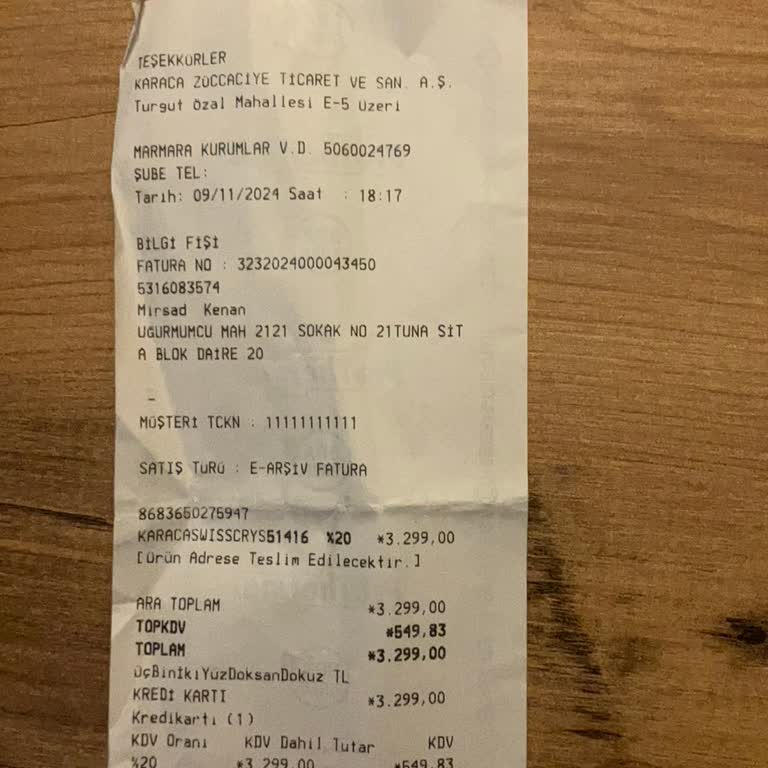 TEŞEKKÜRLER
KARACA ZÜCCACİYE TİCARET VE SAN. A.Ş.
Turgut Özal Mahallesi E-5 Üzeri
MARMARA KURUMLAR V.D. 5060024769
ŞUBE TEL:
Tarih: 09/11/2024 Saat : 18:17
BİLGİ FİŞİ
FATURA NO : 3232024000043450
5316083574
Mirsad Kenan
UĞURMUMCU MAH 2121 SOKAK NO 21TUNA SİT
A BLOK DAİRE 20
_
MÜŞTERİ TCKN : 11111111111
SATIŞ TÜRÜ : E-ARŞİV FATURA
8683650275947
KARACASWISSCRYS51416 %20 *3.299,00
[Ürün Adrese Teslim Edilecektir.]
ARA TOPLAM *3.299,00
TOPKDV *549,83
TOPLAM *3.299,00
ÜçBinİkiYüzDoksanDokuz TL
KREDİ KARTI *3.299,00
Kredikartı (1)
KDV Oranı KDV Dahil Tutar KDV
%20 *3.299,00 *549,83